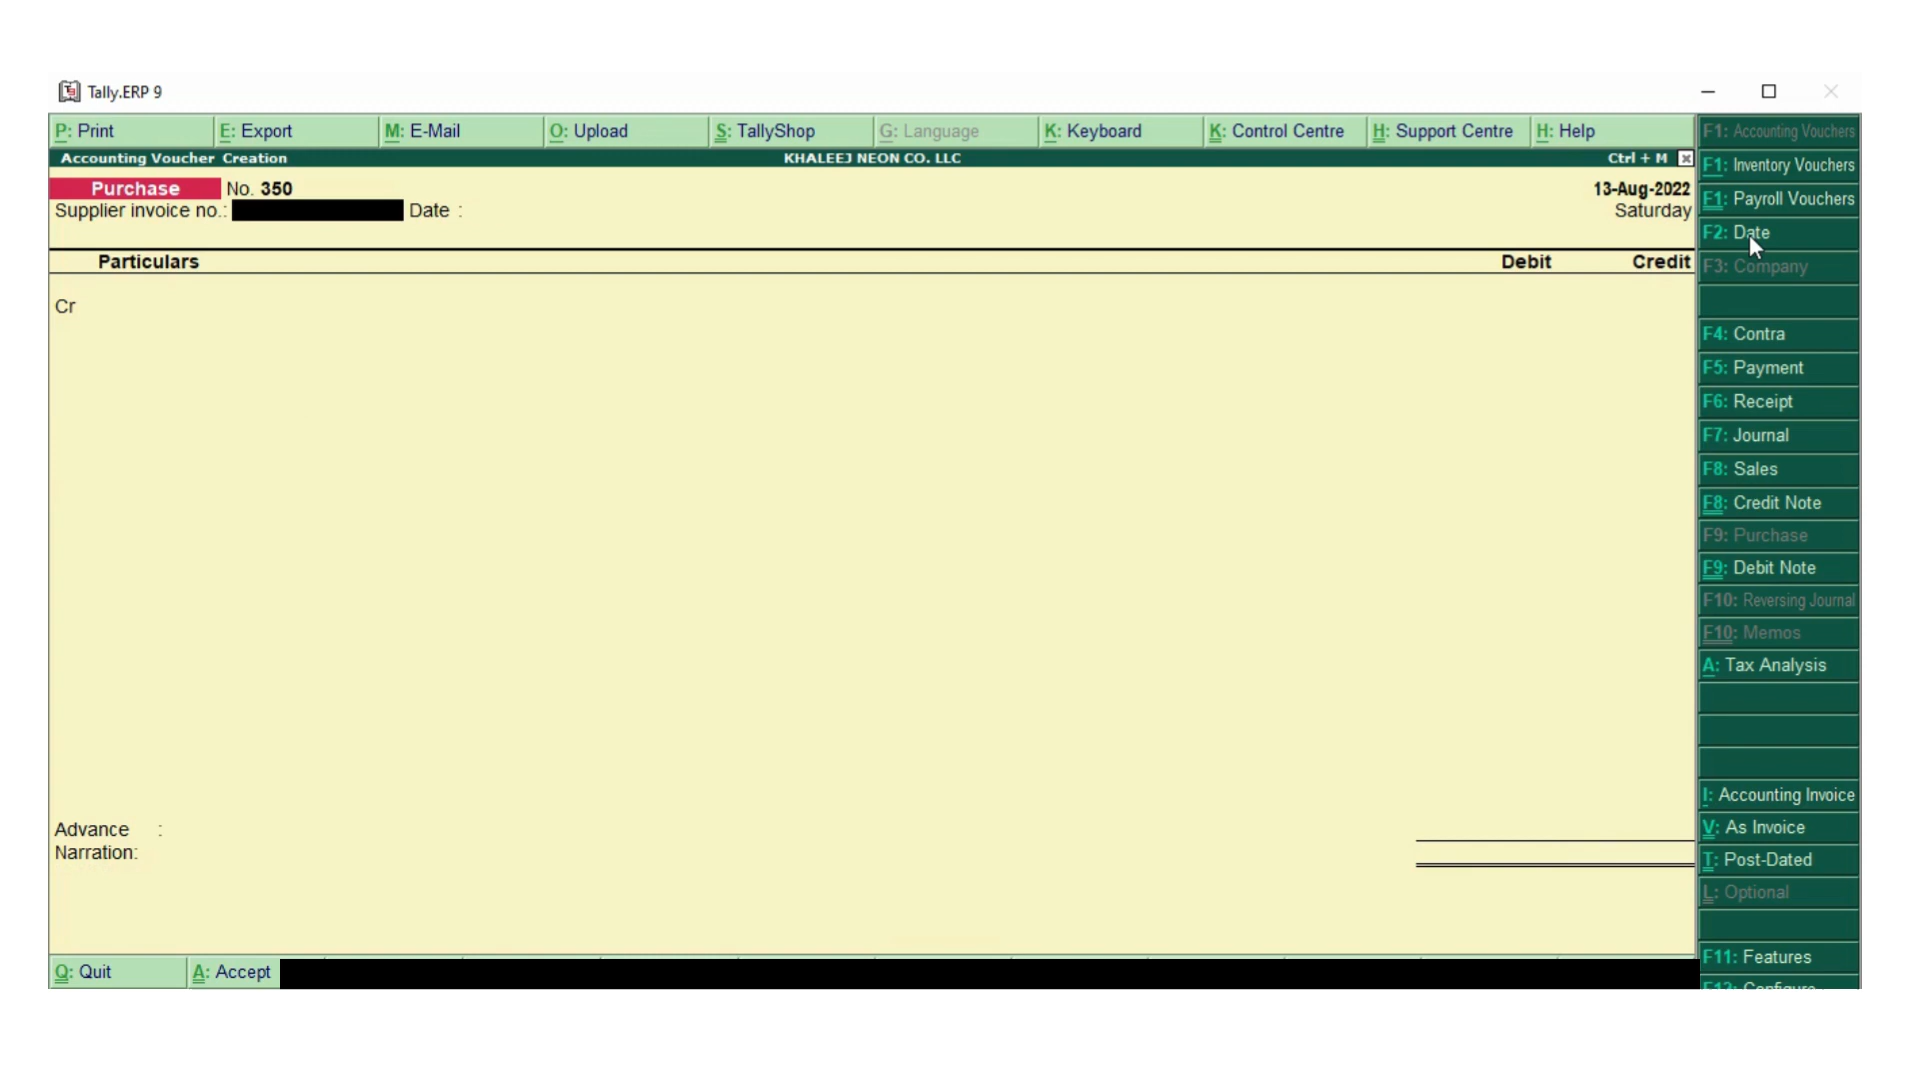 Tally.ERP 9
P: Print E: Export M: E-Mail O: Upload S: TallyShop G: Language K: Keyboard K: Control Centre H: Support Centre H: Help
Accounting Voucher Creation KHALEEJ NEON CO. LLC Ctrl + M
Purchase No. 350 13-Aug-2022
Supplier invoice no.: Date : Saturday
Particulars Debit Credit
Cr
Advance :
Narration:
Q: Quit A: Accept
F1: Accounting Vouchers
F1: Inventory Vouchers
F1: Payroll Vouchers
F2: Date
F3: Company
F4: Contra
F5: Payment
F6: Receipt
F7: Journal
F8: Sales
F8: Credit Note
F9: Purchase
F9: Debit Note
F10: Reversing Journal
F10: Memos
A: Tax Analysis
I: Accounting Invoice
V: As Invoice
T: Post-Dated
L: Optional
F11: Features
F12: Configure